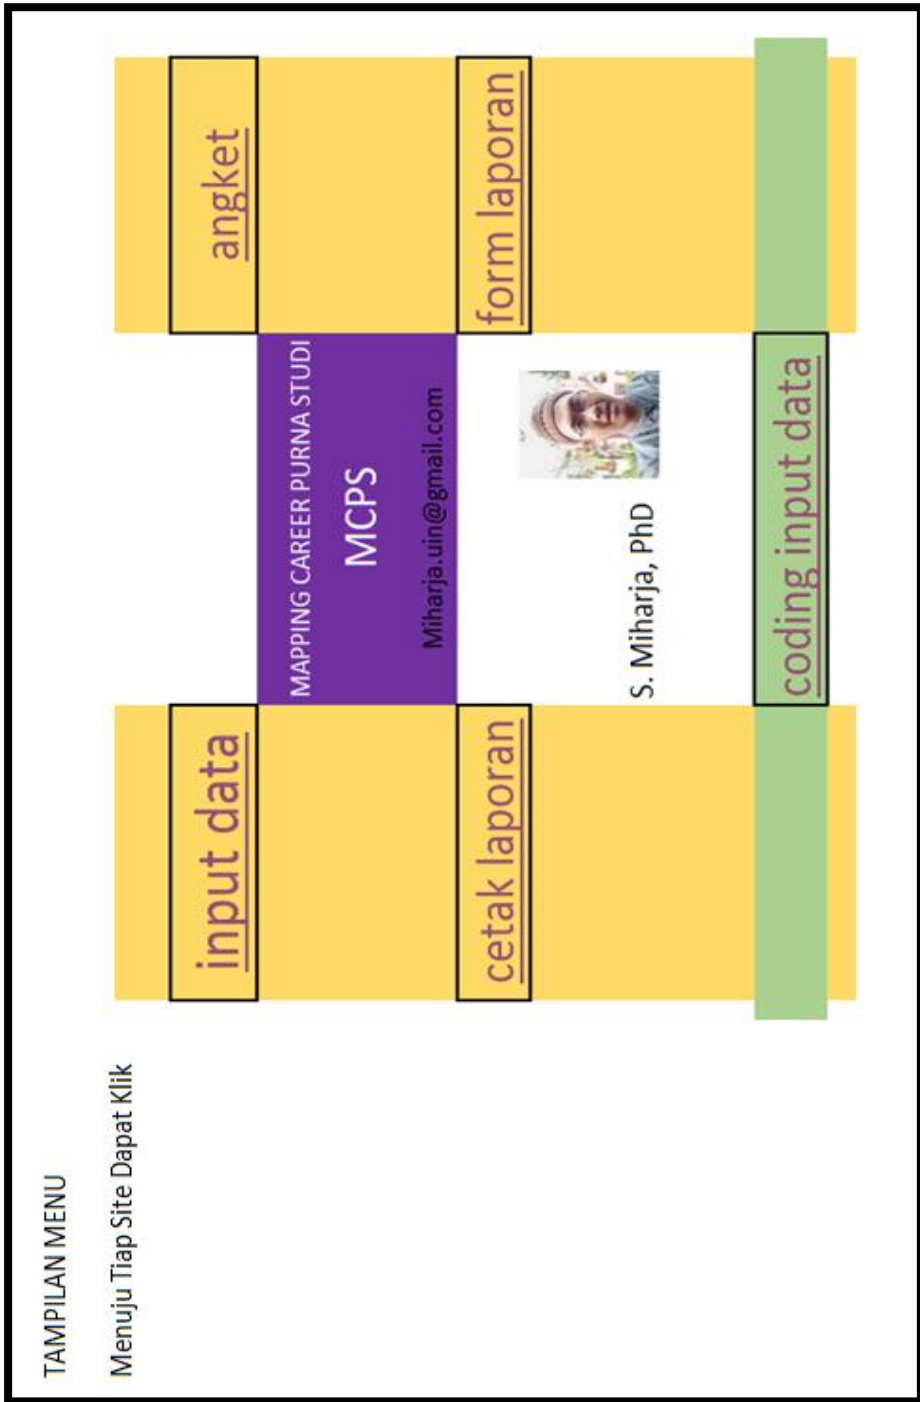 TAMPILAN MENU
Menuju Tiap Site Dapat Klik
input data
angket
MAPPING CAREER PURNA STUDI
MCPS
Miharja.uin@gmail.com
cetak laporan
form laporan
S. Miharja, PhD
coding input data